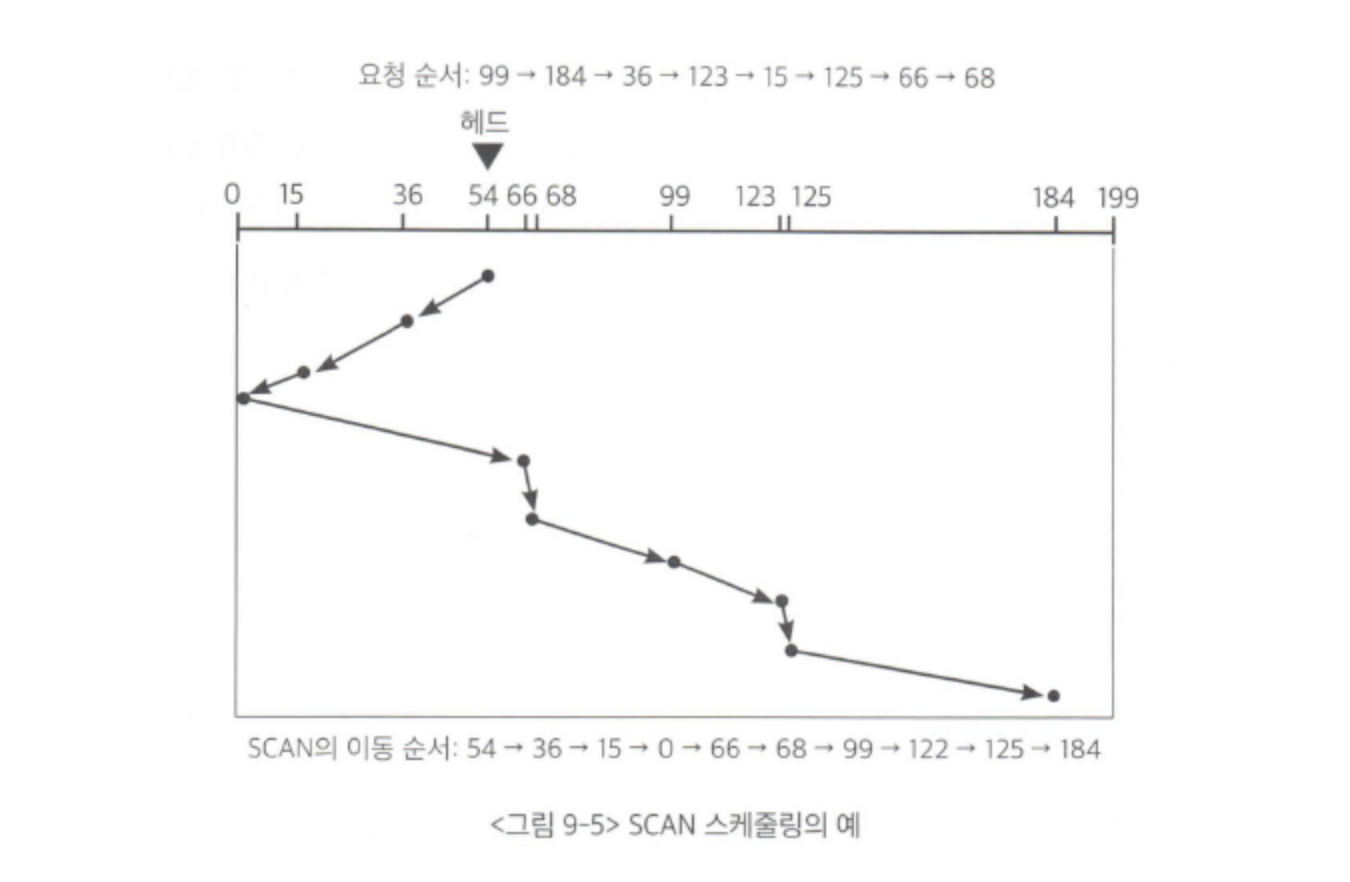 요청 순서: 99 → 184 → 36 → 123 → 15 → 125 → 66 → 68
헤드
0 15 36 54 66 68 99 123 125 184 199
SCAN의 이동 순서: 54 → 36 → 15 → 0 → 66 → 68 → 99 → 122 → 125 → 184
<그림 9-5> SCAN 스케줄링의 예